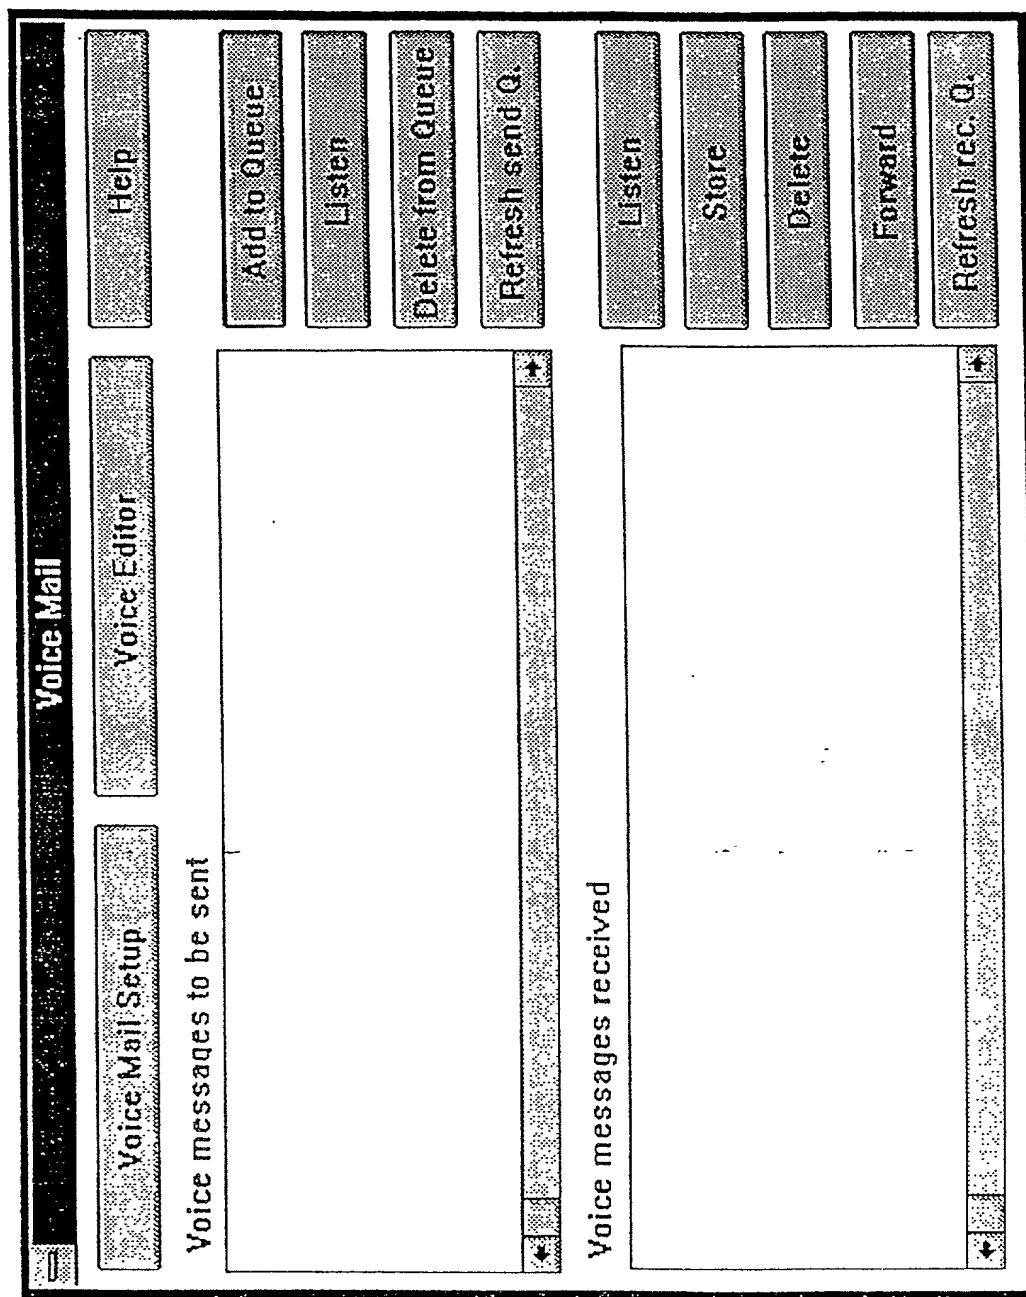 Voice Mail
Voice Mail Setup
Voice Editor
Help
Voice messages to be sent
Add to Queue
Listen
Delete from Queue
Refresh send Q.
Voice messages received
Listen
Store
Delete
Forward
Refresh rec. Q.